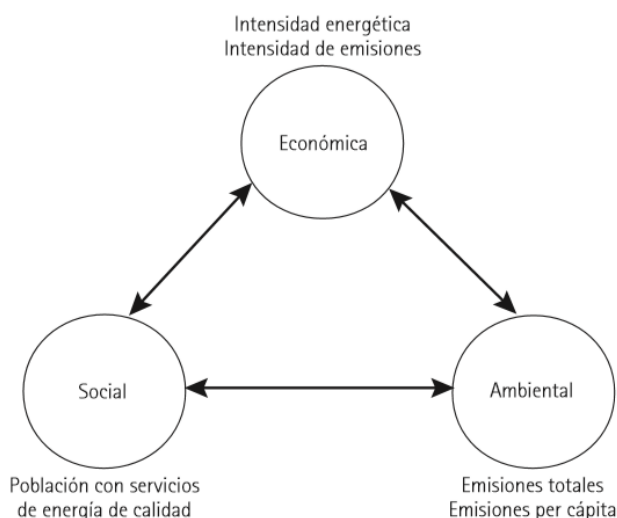 Intensidad energética
Intensidad de emisiones
Económica
Social
Ambiental
Población con servicios
de energía de calidad
Emisiones totales
Emisiones per cápita